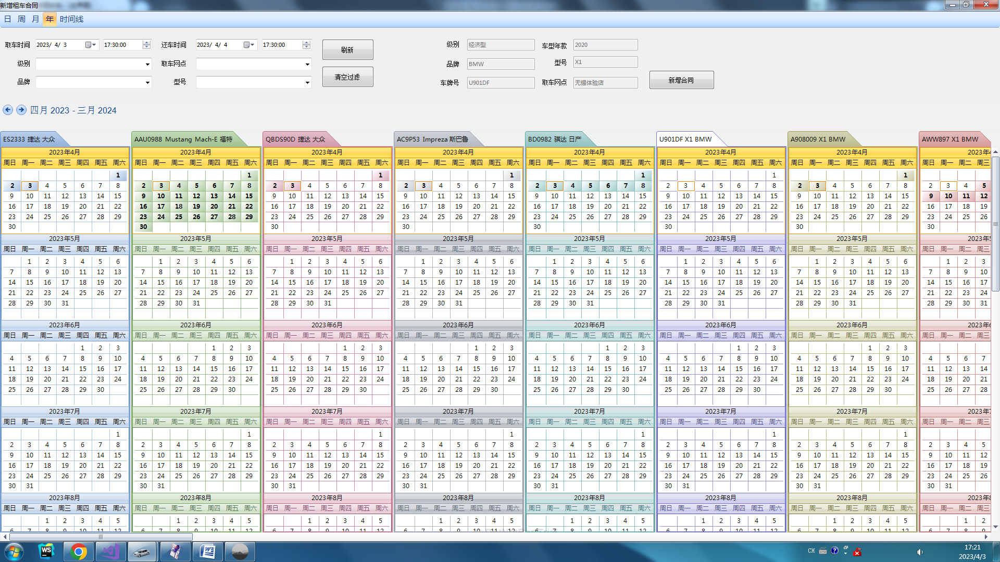 新增租车合同
日 周 月 年 时间线
取车时间 2023/ 4/ 3 17:30:00 还车时间 2023/ 4/ 4 17:30:00 刷新 级别 经济型 车型年款 2020
级别 取车网点 清空过滤 品牌 BMW 型号 X1
品牌 型号 车牌号 U901DF 取车网点 无锡体验店 新增合同
四月 2023 - 三月 2024
ES2333 捷达 大众 AAU0988 Mustang Mach-E 福特 QBDS90D 捷达 大众 AC9P53 Impreza 斯巴鲁 BD0982 骐达 日产 U901DF X1 BMW A908009 X1 BMW AWW897 X1 BMW
2023年4月 2023年4月 2023年4月 2023年4月 2023年4月 2023年4月 2023年4月 2023年4
周日 周一 周二 周三 周四 周五 周六 周日 周一 周二 周三 周四 周五 周六 周日 周一 周二 周三 周四 周五 周六 周日 周一 周二 周三 周四 周五 周六 周日 周一 周二 周三 周四 周五 周六 周日 周一 周二 周三 周四 周五 周六 周日 周一 周二 周三 周四 周五 周六 周日 周一 周二 周三
1 1 1 1 1 1 1
2 3 4 5 6 7 8 2 3 4 5 6 7 8 2 3 4 5 6 7 8 2 3 4 5 6 7 8 2 3 4 5 6 7 8 2 3 4 5 6 7 8 2 3 4 5 6 7 8 2 3 4 5
9 10 11 12 13 14 15 9 10 11 12 13 14 15 9 10 11 12 13 14 15 9 10 11 12 13 14 15 9 10 11 12 13 14 15 9 10 11 12 13 14 15 9 10 11 12 13 14 15 9 10 11 12
16 17 18 19 20 21 22 16 17 18 19 20 21 22 16 17 18 19 20 21 22 16 17 18 19 20 21 22 16 17 18 19 20 21 22 16 17 18 19 20 21 22 16 17 18 19 20 21 22 16 17 18 19
23 24 25 26 27 28 29 23 24 25 26 27 28 29 23 24 25 26 27 28 29 23 24 25 26 27 28 29 23 24 25 26 27 28 29 23 24 25 26 27 28 29 23 24 25 26 27 28 29 23 24 25 26
30 30 30 30 30 30 30 30
2023年5月 2023年5月 2023年5月 2023年5月 2023年5月 2023年5月 2023年5月 2023年5
周日 周一 周二 周三 周四 周五 周六 周日 周一 周二 周三 周四 周五 周六 周日 周一 周二 周三 周四 周五 周六 周日 周一 周二 周三 周四 周五 周六 周日 周一 周二 周三 周四 周五 周六 周日 周一 周二 周三 周四 周五 周六 周日 周一 周二 周三 周四 周五 周六 周日 周一 周二 周三
1 2 3 4 5 6 1 2 3 4 5 6 1 2 3 4 5 6 1 2 3 4 5 6 1 2 3 4 5 6 1 2 3 4 5 6 1 2 3 4 5 6 1 2 3
7 8 9 10 11 12 13 7 8 9 10 11 12 13 7 8 9 10 11 12 13 7 8 9 10 11 12 13 7 8 9 10 11 12 13 7 8 9 10 11 12 13 7 8 9 10 11 12 13 7 8 9 10
14 15 16 17 18 19 20 14 15 16 17 18 19 20 14 15 16 17 18 19 20 14 15 16 17 18 19 20 14 15 16 17 18 19 20 14 15 16 17 18 19 20 14 15 16 17 18 19 20 14 15 16 17
21 22 23 24 25 26 27 21 22 23 24 25 26 27 21 22 23 24 25 26 27 21 22 23 24 25 26 27 21 22 23 24 25 26 27 21 22 23 24 25 26 27 21 22 23 24 25 26 27 21 22 23 24
28 29 30 31 28 29 30 31 28 29 30 31 28 29 30 31 28 29 30 31 28 29 30 31 28 29 30 31 28 29 30 31
2023年6月 2023年6月 2023年6月 2023年6月 2023年6月 2023年6月 2023年6月 2023年6
周日 周一 周二 周三 周四 周五 周六 周日 周一 周二 周三 周四 周五 周六 周日 周一 周二 周三 周四 周五 周六 周日 周一 周二 周三 周四 周五 周六 周日 周一 周二 周三 周四 周五 周六 周日 周一 周二 周三 周四 周五 周六 周日 周一 周二 周三 周四 周五 周六 周日 周一 周二 周三
1 2 3 1 2 3 1 2 3 1 2 3 1 2 3 1 2 3 1 2 3
4 5 6 7 8 9 10 4 5 6 7 8 9 10 4 5 6 7 8 9 10 4 5 6 7 8 9 10 4 5 6 7 8 9 10 4 5 6 7 8 9 10 4 5 6 7 8 9 10 4 5 6 7
11 12 13 14 15 16 17 11 12 13 14 15 16 17 11 12 13 14 15 16 17 11 12 13 14 15 16 17 11 12 13 14 15 16 17 11 12 13 14 15 16 17 11 12 13 14 15 16 17 11 12 13 14
18 19 20 21 22 23 24 18 19 20 21 22 23 24 18 19 20 21 22 23 24 18 19 20 21 22 23 24 18 19 20 21 22 23 24 18 19 20 21 22 23 24 18 19 20 21 22 23 24 18 19 20 21
25 26 27 28 29 30 25 26 27 28 29 30 25 26 27 28 29 30 25 26 27 28 29 30 25 26 27 28 29 30 25 26 27 28 29 30 25 26 27 28 29 30 25 26 27 28
2023年7月 2023年7月 2023年7月 2023年7月 2023年7月 2023年7月 2023年7月 2023年7
周日 周一 周二 周三 周四 周五 周六 周日 周一 周二 周三 周四 周五 周六 周日 周一 周二 周三 周四 周五 周六 周日 周一 周二 周三 周四 周五 周六 周日 周一 周二 周三 周四 周五 周六 周日 周一 周二 周三 周四 周五 周六 周日 周一 周二 周三 周四 周五 周六 周日 周一 周二 周三
1 1 1 1 1 1 1
2 3 4 5 6 7 8 2 3 4 5 6 7 8 2 3 4 5 6 7 8 2 3 4 5 6 7 8 2 3 4 5 6 7 8 2 3 4 5 6 7 8 2 3 4 5 6 7 8 2 3 4 5
9 10 11 12 13 14 15 9 10 11 12 13 14 15 9 10 11 12 13 14 15 9 10 11 12 13 14 15 9 10 11 12 13 14 15 9 10 11 12 13 14 15 9 10 11 12 13 14 15 9 10 11 12
16 17 18 19 20 21 22 16 17 18 19 20 21 22 16 17 18 19 20 21 22 16 17 18 19 20 21 22 16 17 18 19 20 21 22 16 17 18 19 20 21 22 16 17 18 19 20 21 22 16 17 18 19
23 24 25 26 27 28 29 23 24 25 26 27 28 29 23 24 25 26 27 28 29 23 24 25 26 27 28 29 23 24 25 26 27 28 29 23 24 25 26 27 28 29 23 24 25 26 27 28 29 23 24 25 26
30 31 30 31 30 31 30 31 30 31 30 31 30 31 30 31
2023年8月 2023年8月 2023年8月 2023年8月 2023年8月 2023年8月 2023年8月 2023年8
周日 周一 周二 周三 周四 周五 周六 周日 周一 周二 周三 周四 周五 周六 周日 周一 周二 周三 周四 周五 周六 周日 周一 周二 周三 周四 周五 周六 周日 周一 周二 周三 周四 周五 周六 周日 周一 周二 周三 周四 周五 周六 周日 周一 周二 周三 周四 周五 周六 周日 周一 周二 周三
1 2 3 4 5 1 2 3 4 5 1 2 3 4 5 1 2 3 4 5 1 2 3 4 5 1 2 3 4 5 1 2 3 4 5 1 2
WS CH 17:21
2023/4/3